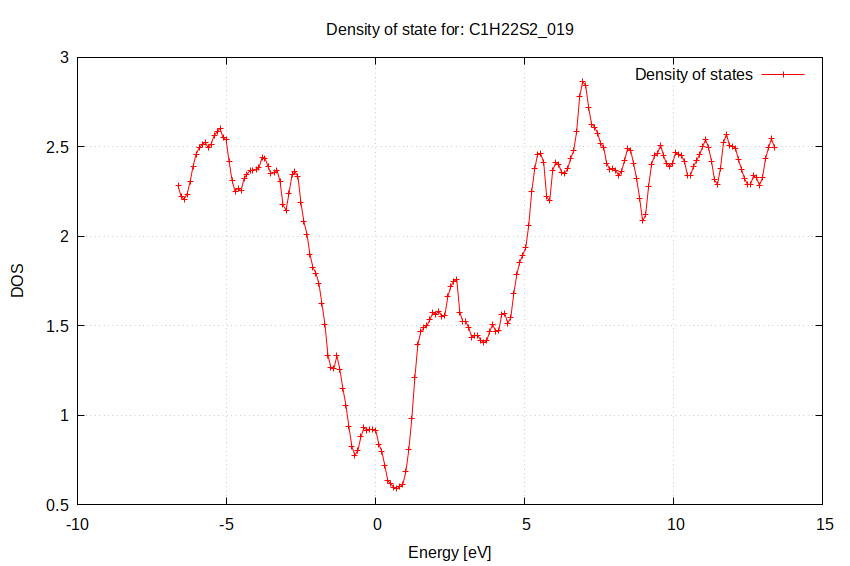 Density of state for: C1H22S2_019
Density of states
3
2.5
2
1.5
1
0.5
DOS
-10 -5 0 5 10 15
Energy [eV]